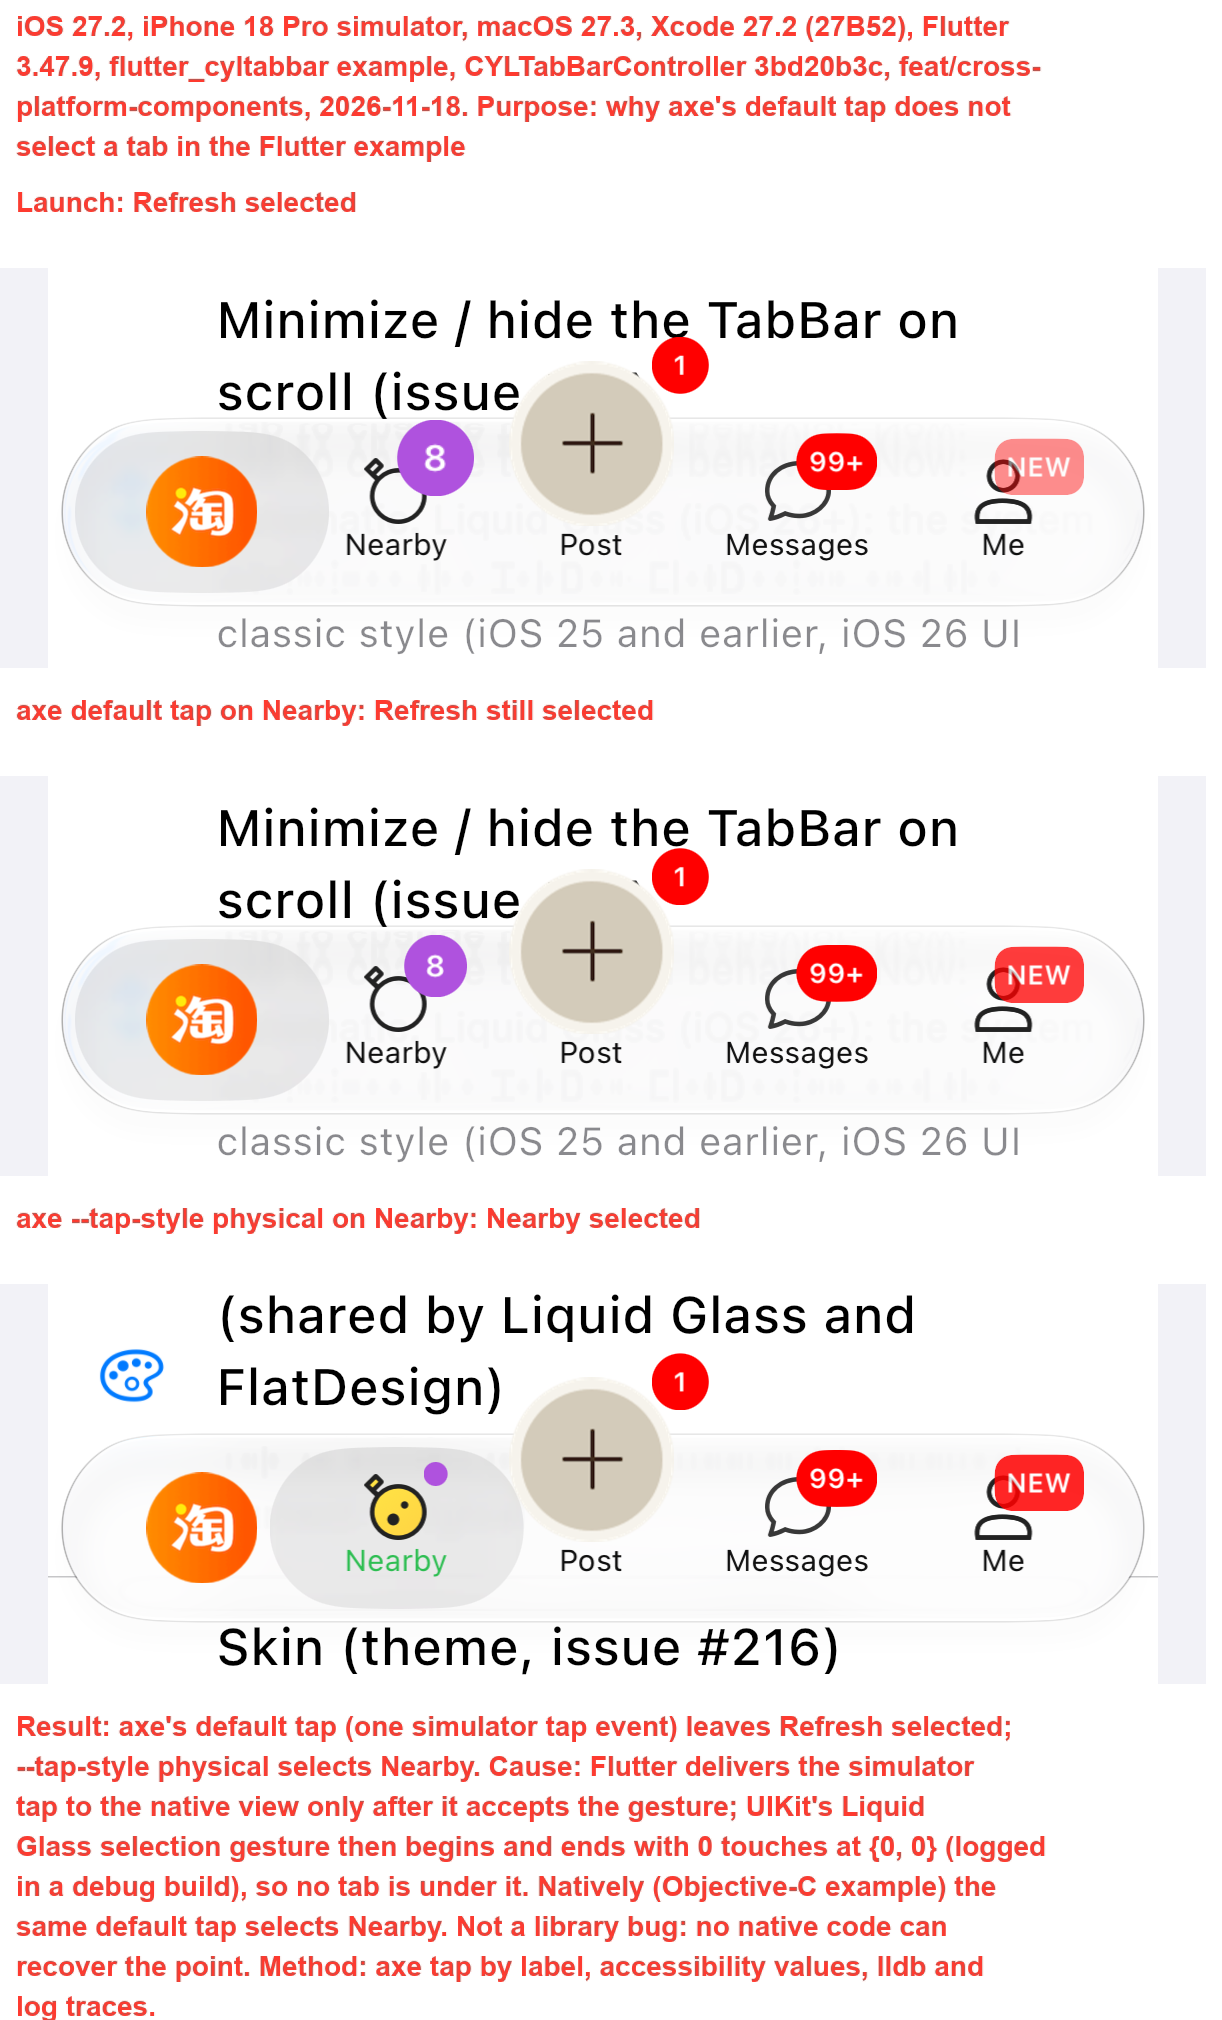 iOS 27.2, iPhone 18 Pro simulator, macOS 27.3, Xcode 27.2 (27B52), Flutter
3.47.9, flutter_cyltabbar example, CYLTabBarController 3bd20b3c, feat/cross-
platform-components, 2026-11-18. Purpose: why axe's default tap does not
select a tab in the Flutter example
Launch: Refresh selected
Minimize / hide the TabBar on
scroll (issue
1
8
99+
NEW
淘
Nearby
Post
Messages
Me
classic style (iOS 25 and earlier, iOS 26 UI
axe default tap on Nearby: Refresh still selected
Minimize / hide the TabBar on
scroll (issue
1
8
99+
NEW
淘
Nearby
Post
Messages
Me
classic style (iOS 25 and earlier, iOS 26 UI
axe --tap-style physical on Nearby: Nearby selected
(shared by Liquid Glass and
FlatDesign)
1
99+
NEW
淘
Nearby
Post
Messages
Me
Skin (theme, issue #216)
Result: axe's default tap (one simulator tap event) leaves Refresh selected;
--tap-style physical selects Nearby. Cause: Flutter delivers the simulator
tap to the native view only after it accepts the gesture; UIKit's Liquid
Glass selection gesture then begins and ends with 0 touches at {0, 0} (logged
in a debug build), so no tab is under it. Natively (Objective-C example) the
same default tap selects Nearby. Not a library bug: no native code can
recover the point. Method: axe tap by label, accessibility values, lldb and
log traces.